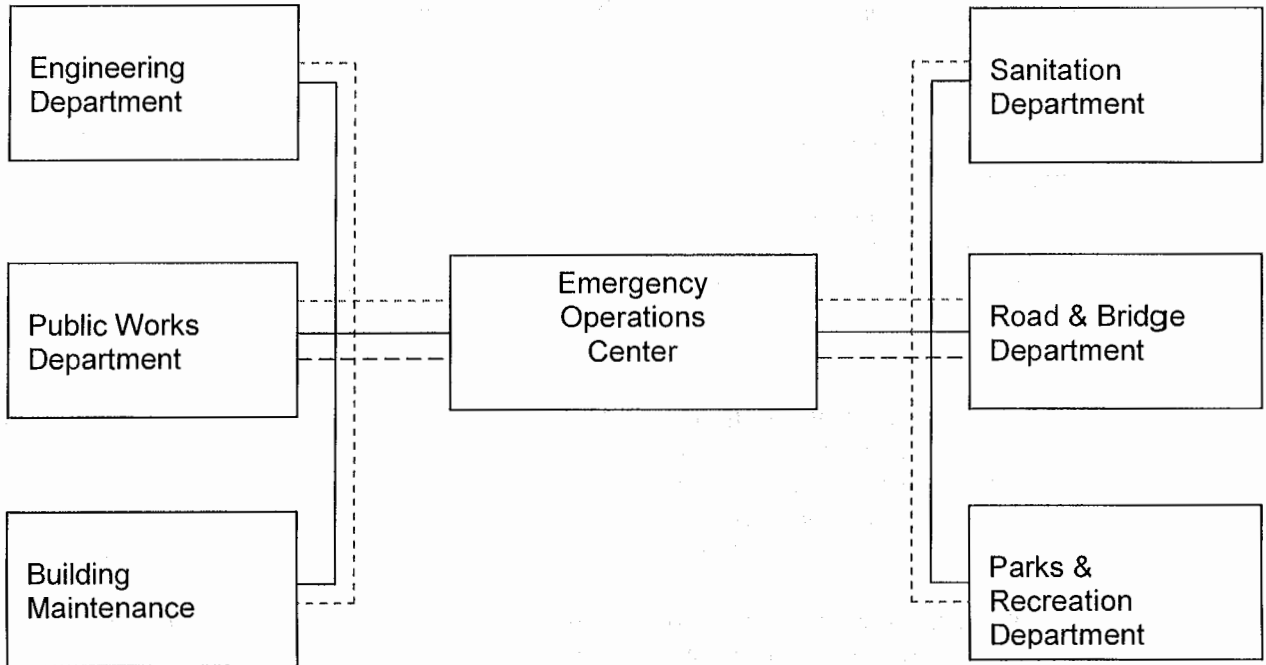 Engineering
Department
Sanitation
Department
Public Works
Department
Emergency
Operations
Center
Road & Bridge
Department
Building
Maintenance
Parks &
Recreation
Department